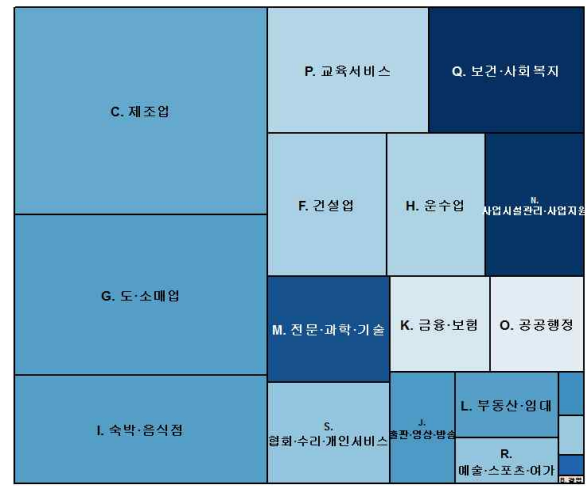 C. 제조업
P. 교육서비스
Q. 보건·사회복지
F. 건설업
H. 운수업
N.
사업시설관리·사업지원
G. 도·소매업
M. 전문·과학·기술
K. 금융·보험
O. 공공행정
I. 숙박·음식점
S.
협회·수리·개인서비스
J.
출판·영상·방송
L. 부동산·임대
R.
예술·스포츠·여가